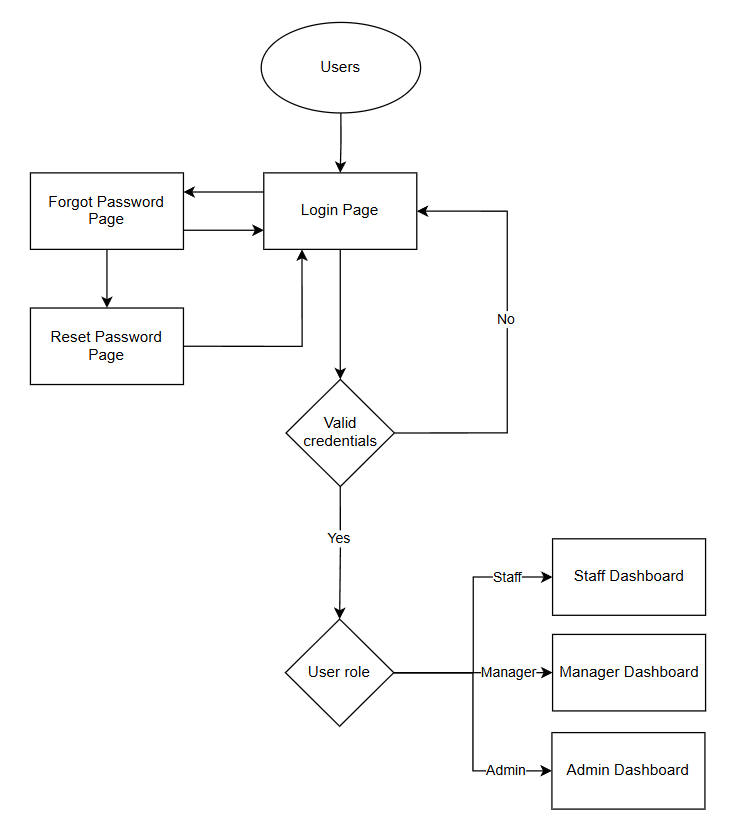 Users
Forgot Password
Page
Login Page
Reset Password
Page
No
Valid
credentials
Yes
Staff
Staff Dashboard
User role
Manager
Manager Dashboard
Admin
Admin Dashboard